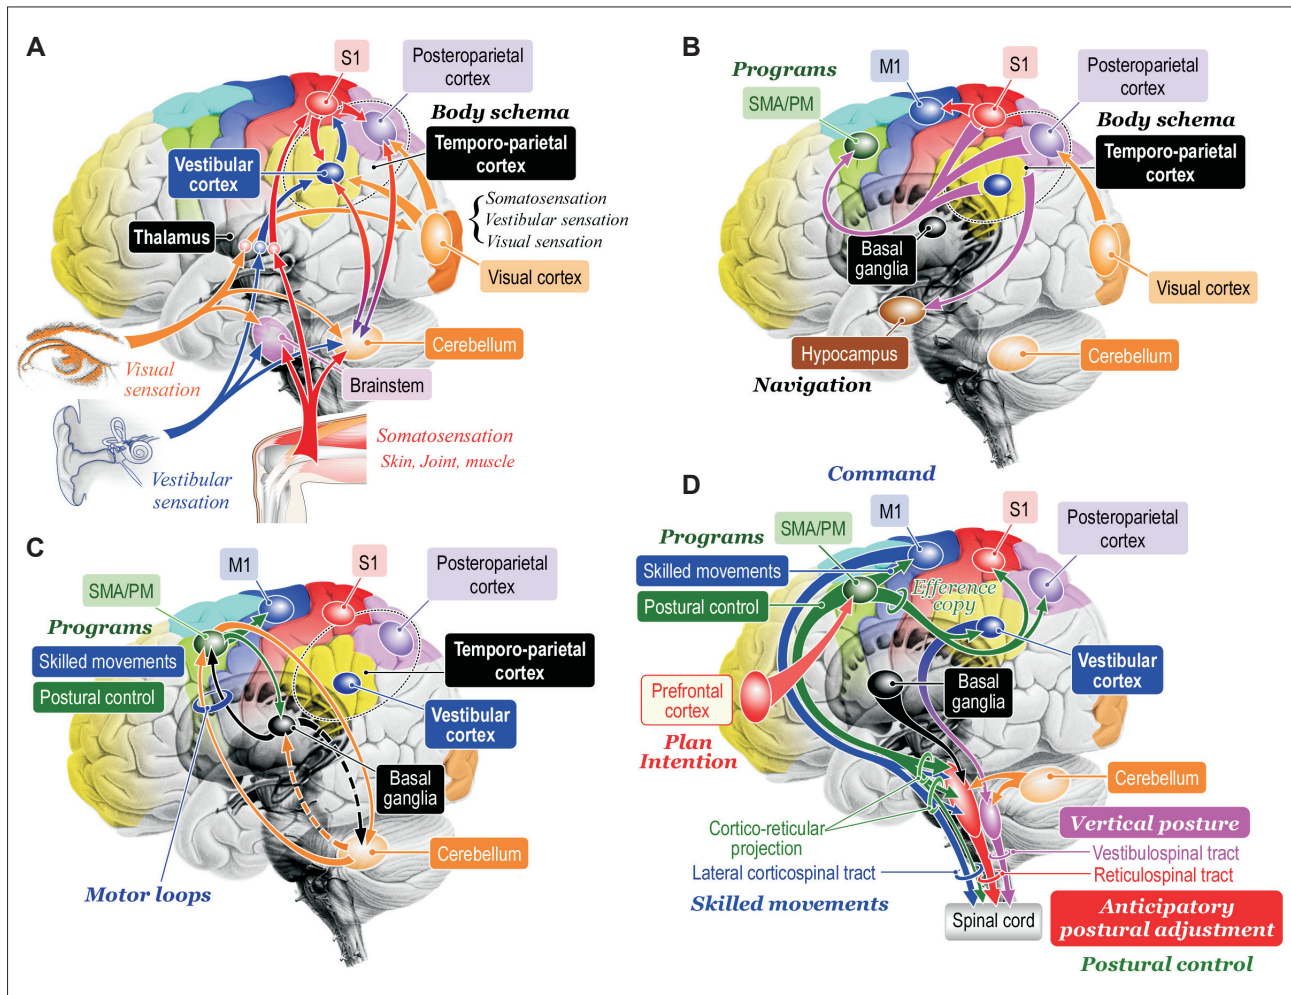 A
S1
Posteroparietal
cortex
Body schema
Temporo-parietal
cortex
Vestibular
cortex
Somatosensation
Vestibular sensation
Visual sensation
Thalamus
Visual cortex
Cerebellum
Brainstem
Visual
sensation
Somatosensation
Skin, Joint, muscle
Vestibular
sensation
B
Programs
M1
S1
Posteroparietal
cortex
SMA/PM
Body schema
Temporo-parietal
cortex
Basal
ganglia
Visual cortex
Hypocampus
Cerebellum
Navigation
C
M1
S1
Posteroparietal
cortex
SMA/PM
Programs
Skilled movements
Postural control
Temporo-parietal
cortex
Vestibular
cortex
Basal
ganglia
Cerebellum
Motor loops
Command
D
M1
S1
Posteroparietal
cortex
SMA/PM
Programs
Skilled movements
Postural control
Efference
copy
Vestibular
cortex
Prefrontal
cortex
Basal
ganglia
Plan
Intention
Cerebellum
Cortico-reticular
projection
Vertical posture
Vestibulospinal tract
Lateral corticospinal tract
Reticulospinal tract
Skilled movements
Spinal cord
Anticipatory
postural adjustment
Postural control